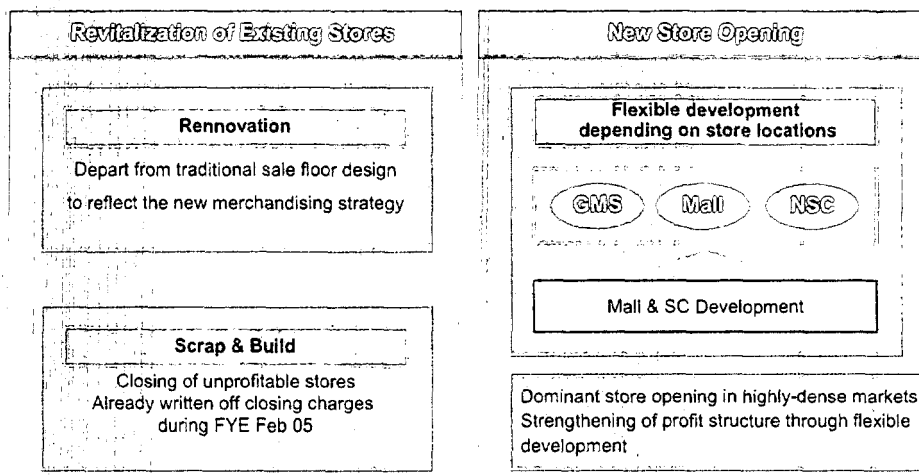 Revitalization of Existing Stores
Rennovation
Depart from traditional sale floor design
to reflect the new merchandising strategy
Scrap & Build
Closing of unprofitable stores
Already written off closing charges
during FYE Feb 05
New Store Opening
Flexible development
depending on store locations
GMS Mall NSC
Mall & SC Development
Dominant store opening in highly-dense markets
Strengthening of profit structure through flexible
development